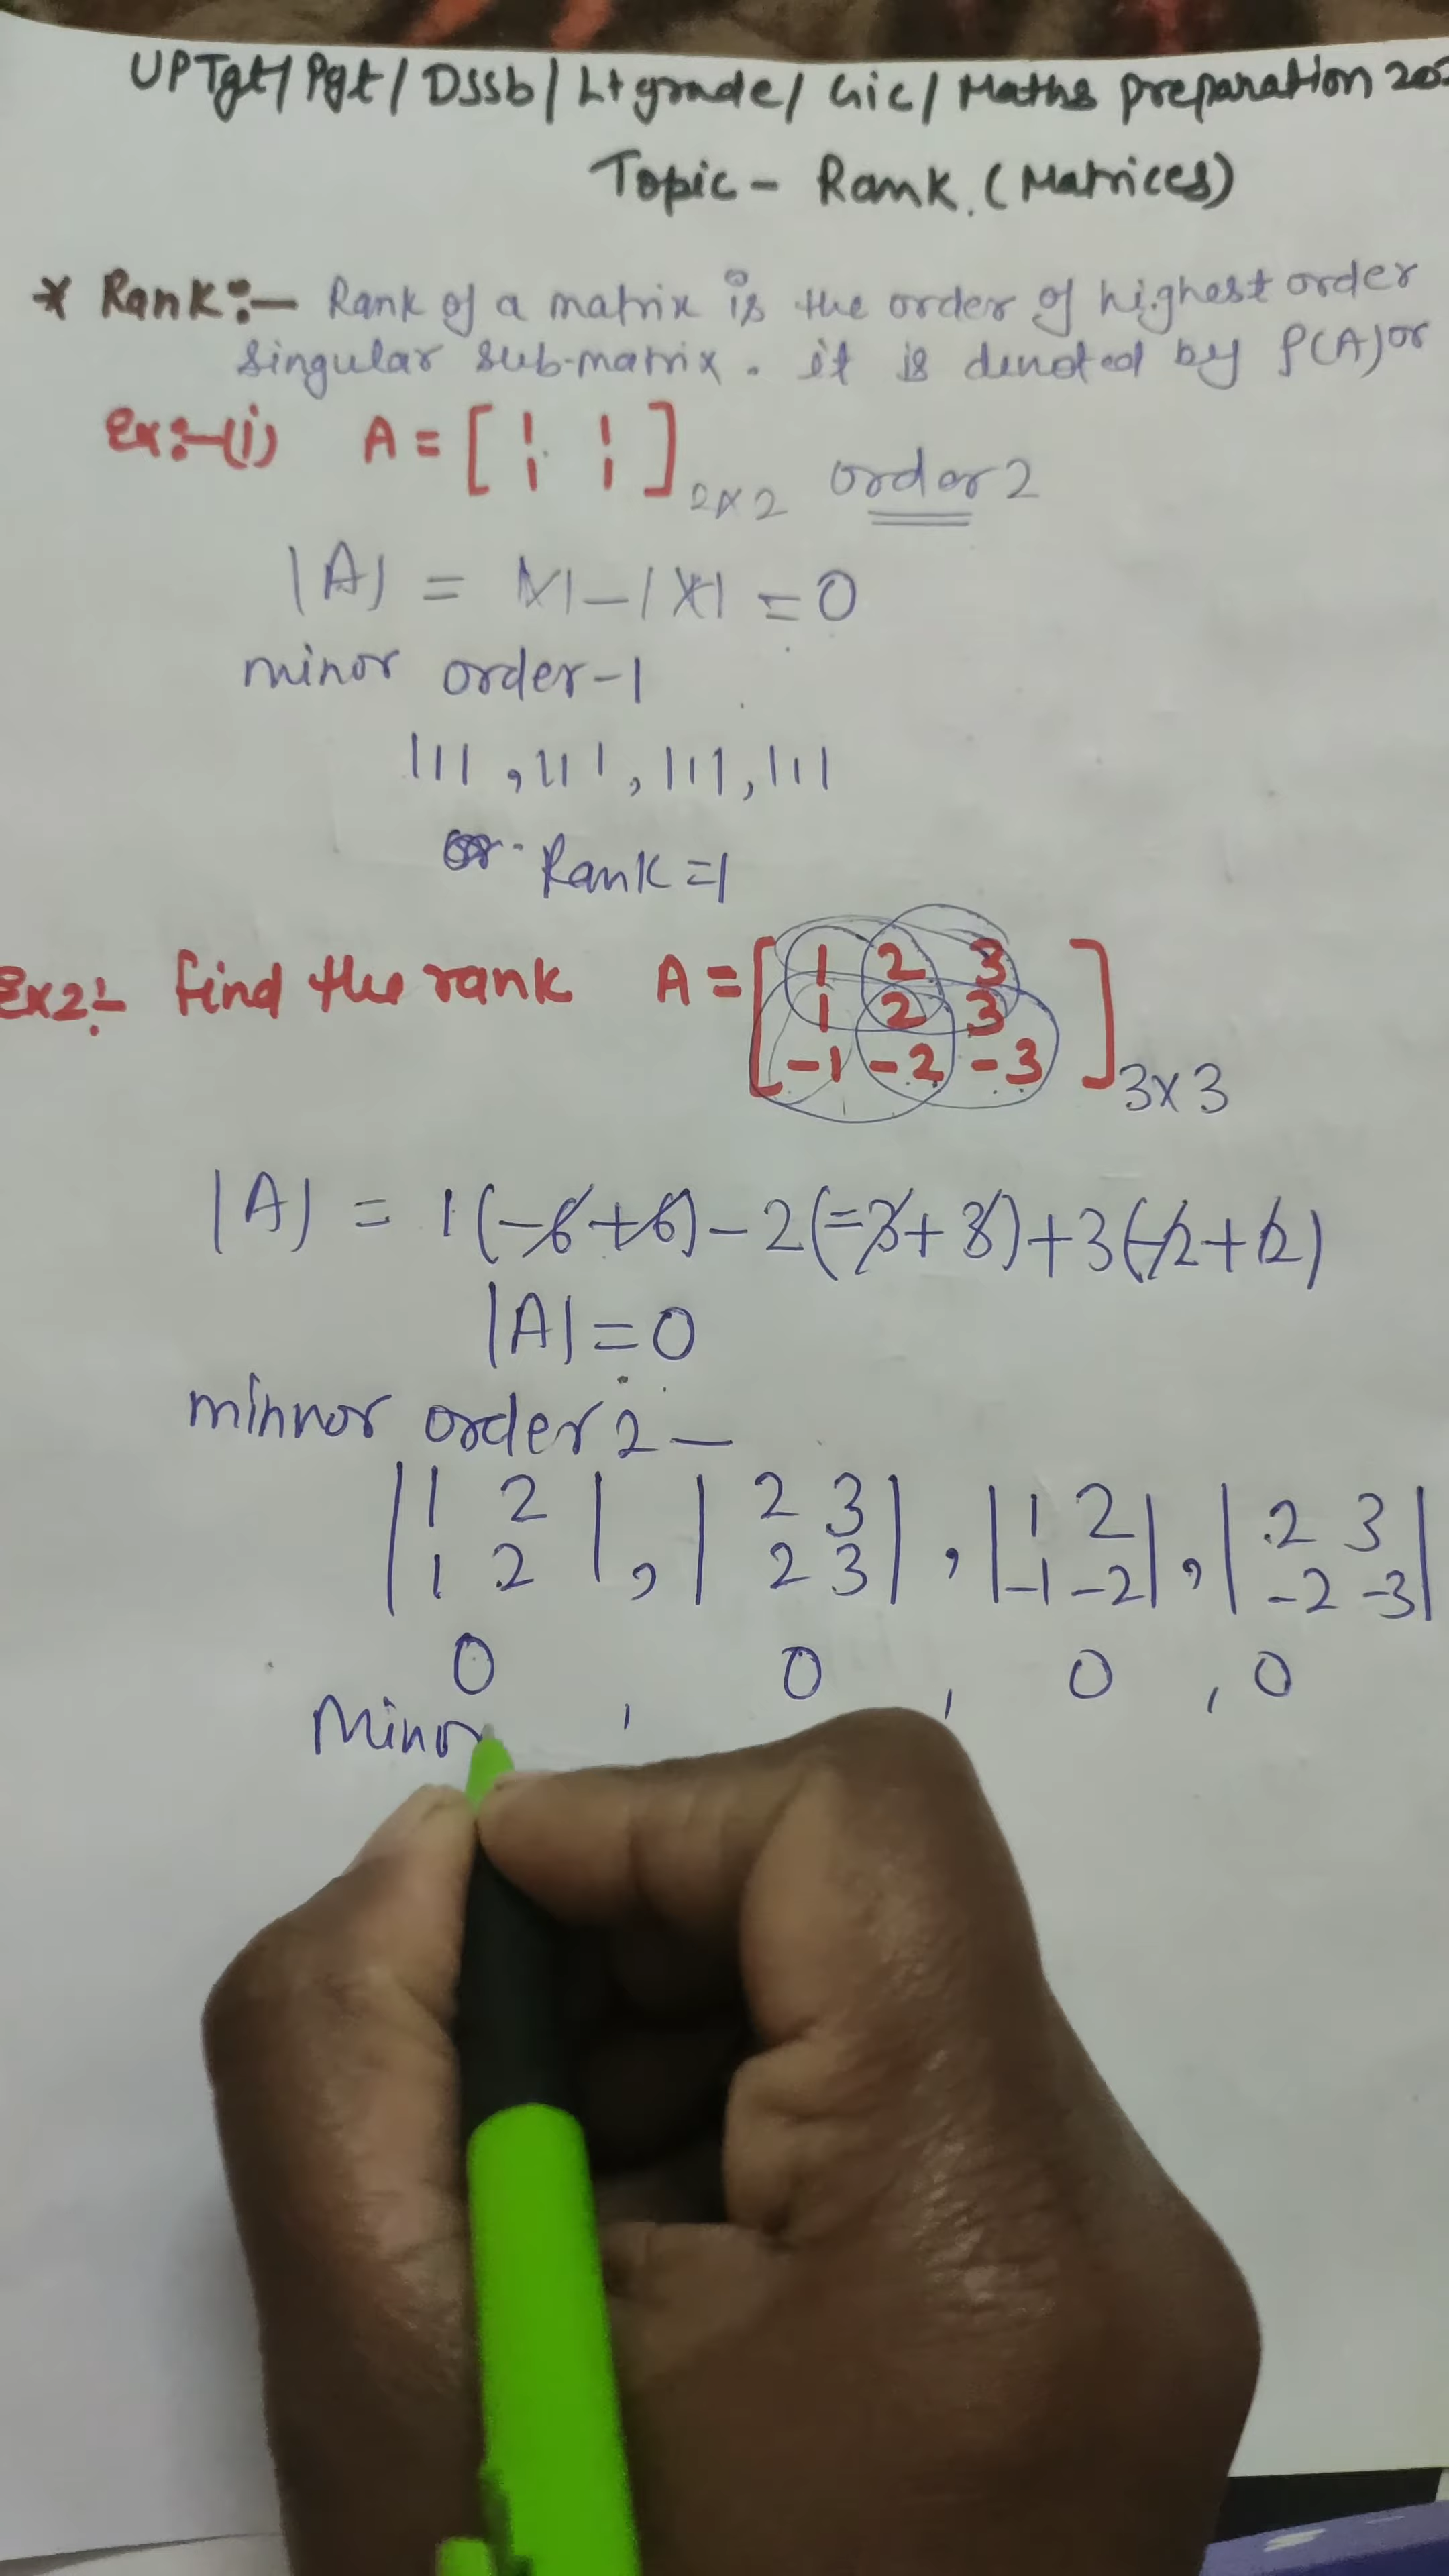 UPTgt/Pgt/Dssb/Lt grade/Gic/Maths preparation 20
Topic - Rank. (Matrices)
* Rank:- Rank of a matrix is the order of highest order
singular sub-matrix. it is denoted by ρ(A) or
Ex:-(i) A = [ 1 1
1 1 ] 2×2 order 2
|A| = 1×1-1×1 = 0
minor order-1
|1|, |1|, |1|, |1|
Rank = 1
Ex2:- find the rank A = [ 1 2 3
1 2 3
-1 -2 -3 ] 3×3
|A| = 1(-6+6)-2(-3+3)+3(-2+2)
|A| = 0
minnor order 2 -
|1 2|, |2 3|, |1 2|, |2 3|
|1 2| |2 3| |-1 -2| |-2 -3|
0 , 0 , 0 , 0
Minor